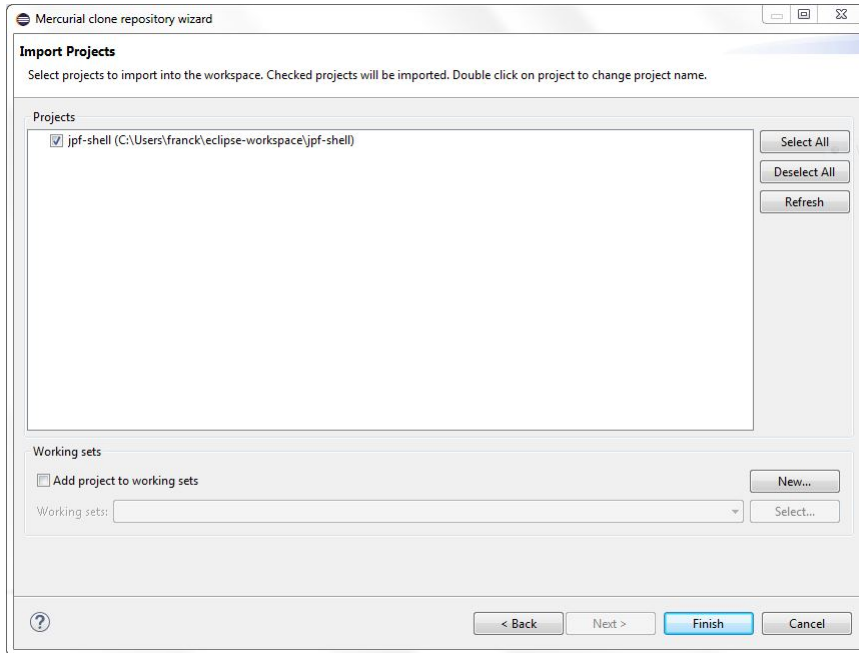 Mercurial clone repository wizard
Import Projects
Select projects to import into the workspace. Checked projects will be imported. Double click on project to change project name.
Projects
jpf-shell (C:\Users\franck\eclipse-workspace\jpf-shell)
Select All
Deselect All
Refresh
Working sets
Add project to working sets
New...
Working sets:
Select...
?
< Back
Next >
Finish
Cancel